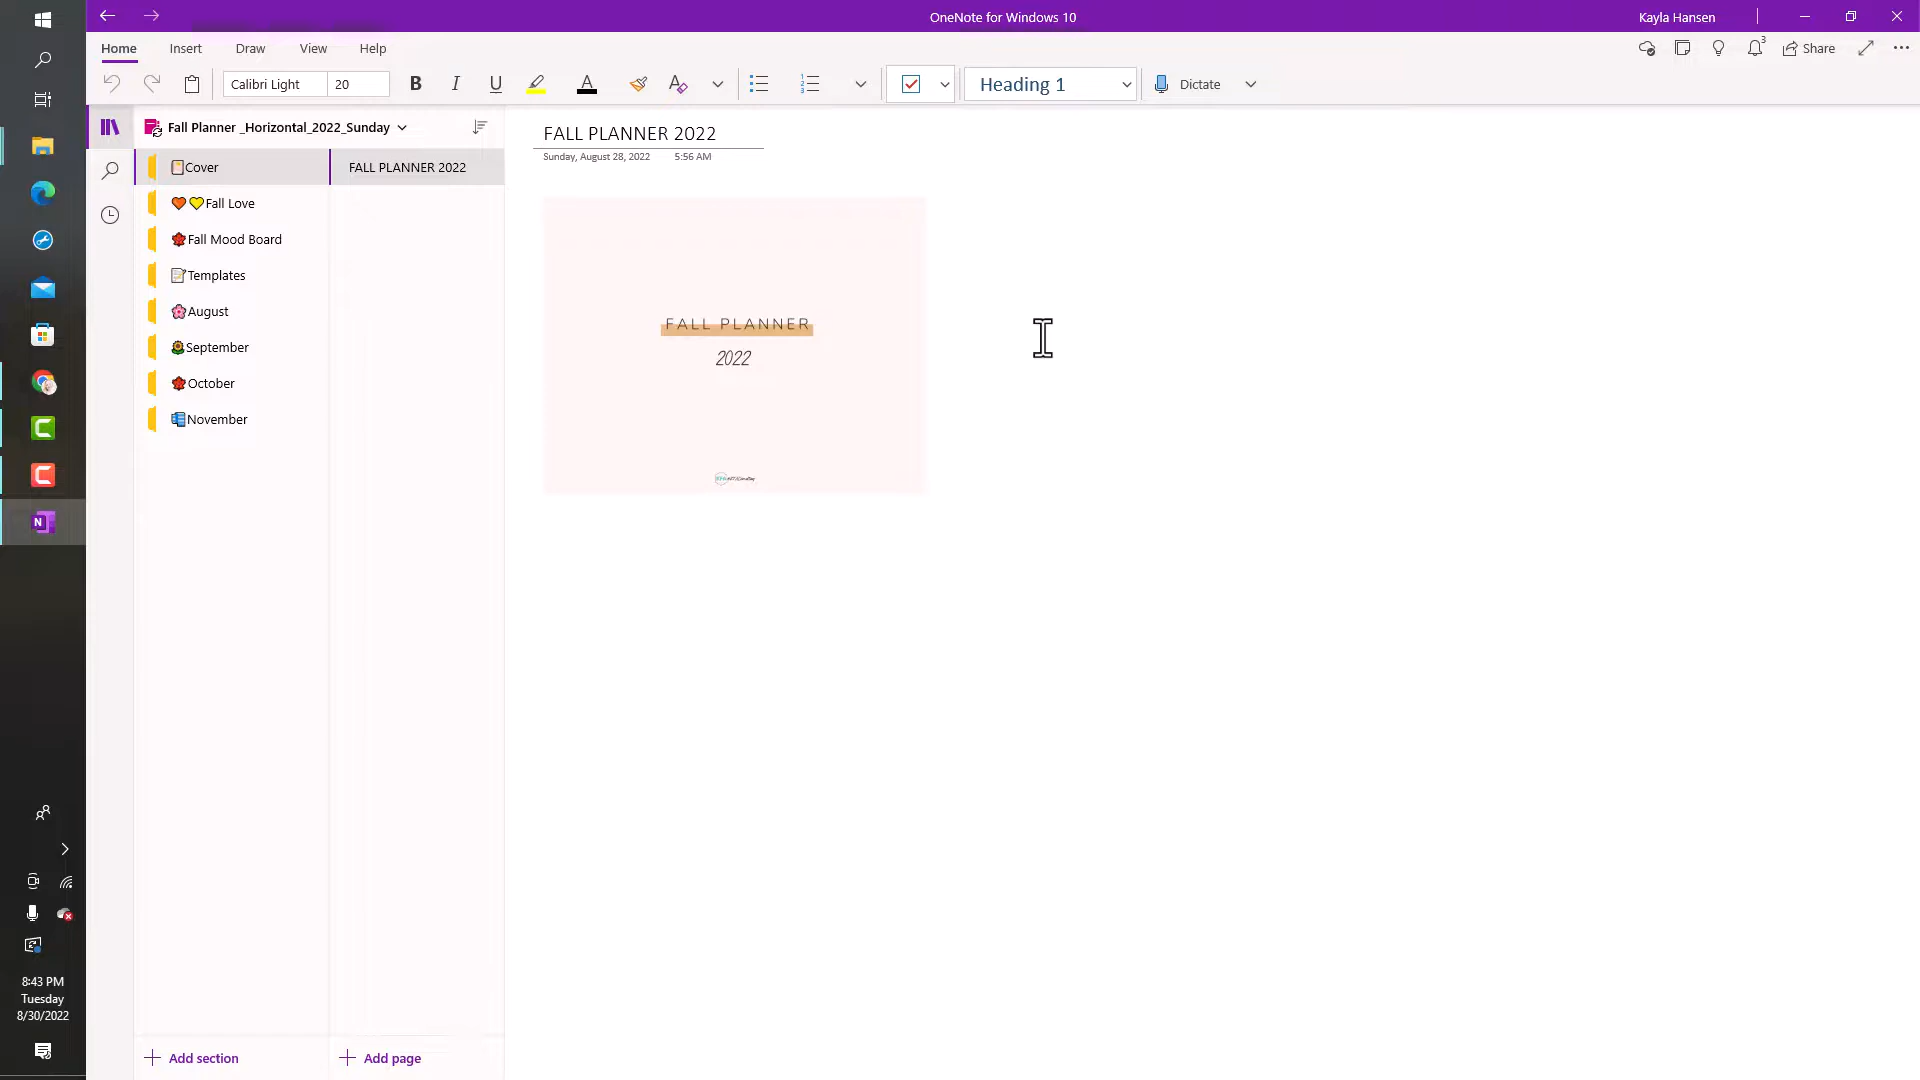 OneNote for Windows 10
Kayla Hansen
Home Insert Draw View Help
3
Share
Calibri Light 20 B I U A Heading 1 Dictate
Fall Planner _Horizontal_2022_Sunday
Cover
Fall Love
Fall Mood Board
Templates
August
September
October
November
FALL PLANNER 2022
FALL PLANNER 2022
Sunday, August 28, 2022 5:56 AM
FALL PLANNER
2022
8:43 PM
Tuesday
8/30/2022
Add section
Add page